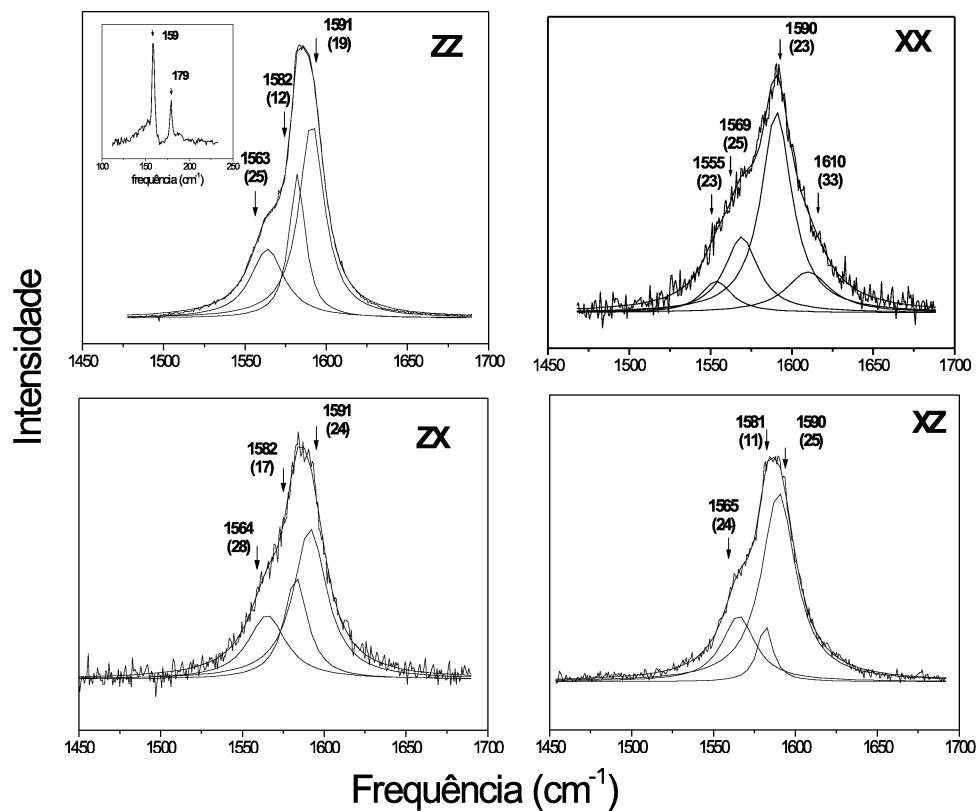 Intensidade
ZZ
159
179
100 150 200 250
frequência (cm-1)
1563
(25)
1582
(12)
1591
(19)
1450 1500 1550 1600 1650 1700
XX
1555
(23)
1569
(25)
1590
(23)
1610
(33)
1450 1500 1550 1600 1650 1700
ZX
1564
(28)
1582
(17)
1591
(24)
1450 1500 1550 1600 1650 1700
XZ
1565
(24)
1581
(11)
1590
(25)
1450 1500 1550 1600 1650 1700
Frequência (cm-1)